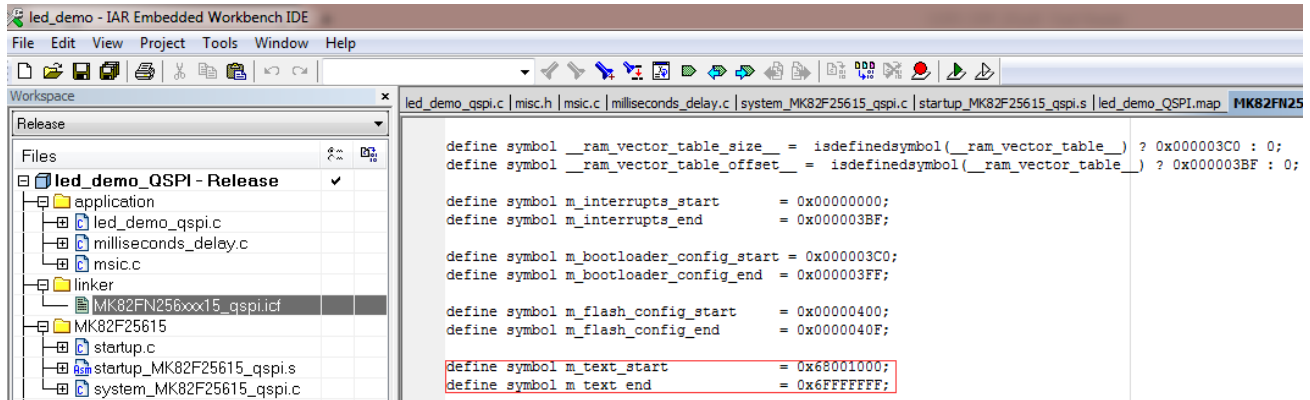 led_demo - IAR Embedded Workbench IDE
File Edit View Project Tools Window Help
Workspace
Release
Files
led_demo_QSPI - Release
application
led_demo_qspi.c
milliseconds_delay.c
msic.c
linker
MK82FN256xxx15_qspi.icf
MK82F25615
startup.c
startup_MK82F25615_qspi.s
system_MK82F25615_qspi.c
led_demo_qspi.c | misc.h | msic.c | milliseconds_delay.c | system_MK82F25615_qspi.c | startup_MK82F25615_qspi.s | led_demo_QSPI.map MK82FN25
define symbol __ram_vector_table_size__ = isdefinedsymbol(__ram_vector_table__) ? 0x000003C0 : 0;
define symbol __ram_vector_table_offset__ = isdefinedsymbol(__ram_vector_table__) ? 0x000003BF : 0;
define symbol m_interrupts_start = 0x00000000;
define symbol m_interrupts_end = 0x000003BF;
define symbol m_bootloader_config_start = 0x000003C0;
define symbol m_bootloader_config_end = 0x000003FF;
define symbol m_flash_config_start = 0x00000400;
define symbol m_flash_config_end = 0x0000040F;
define symbol m_text_start = 0x68001000;
define symbol m_text_end = 0x6FFFFFFF;